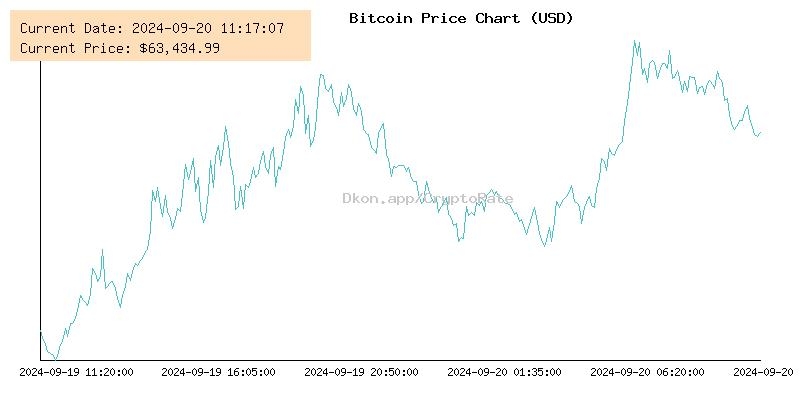 Bitcoin Price Chart (USD)
Current Date: 2024-09-20 11:17:07
Current Price: $63,434.99
Dkon.app/CryptoRate
2024-09-19 11:20:00 2024-09-19 16:05:00 2024-09-19 20:50:00 2024-09-20 01:35:00 2024-09-20 06:20:00 2024-09-20